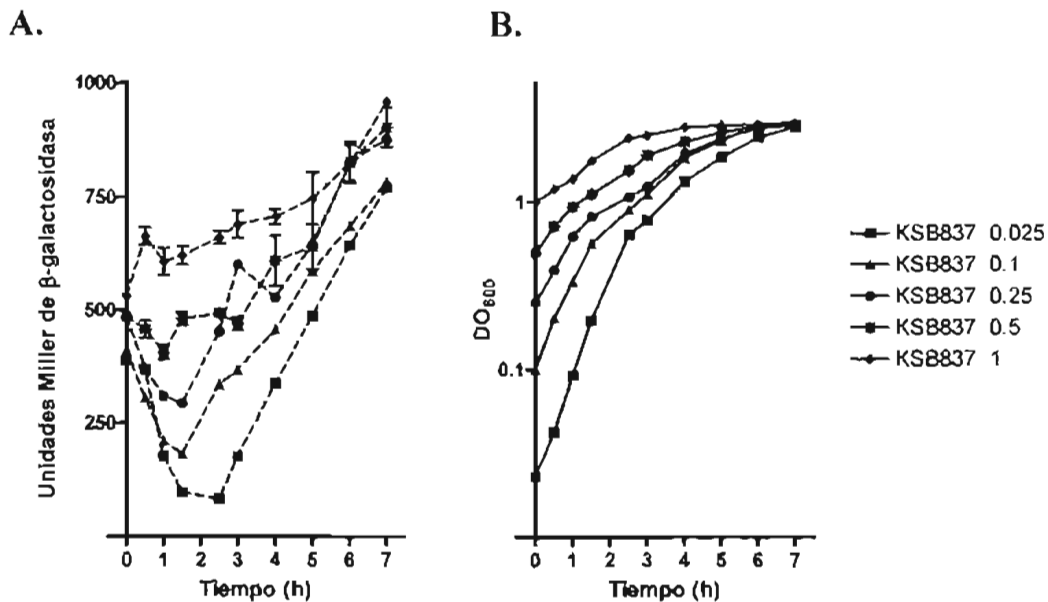 A.
B.
Unidades Miller de β-galactosidasa
1000
750
500
250
0 1 2 3 4 5 6 7
Tiempo (h)
DO600
1
0.1
0 1 2 3 4 5 6 7
Tiempo (h)
KSB837 0.025
KSB837 0.1
KSB837 0.25
KSB837 0.5
KSB837 1